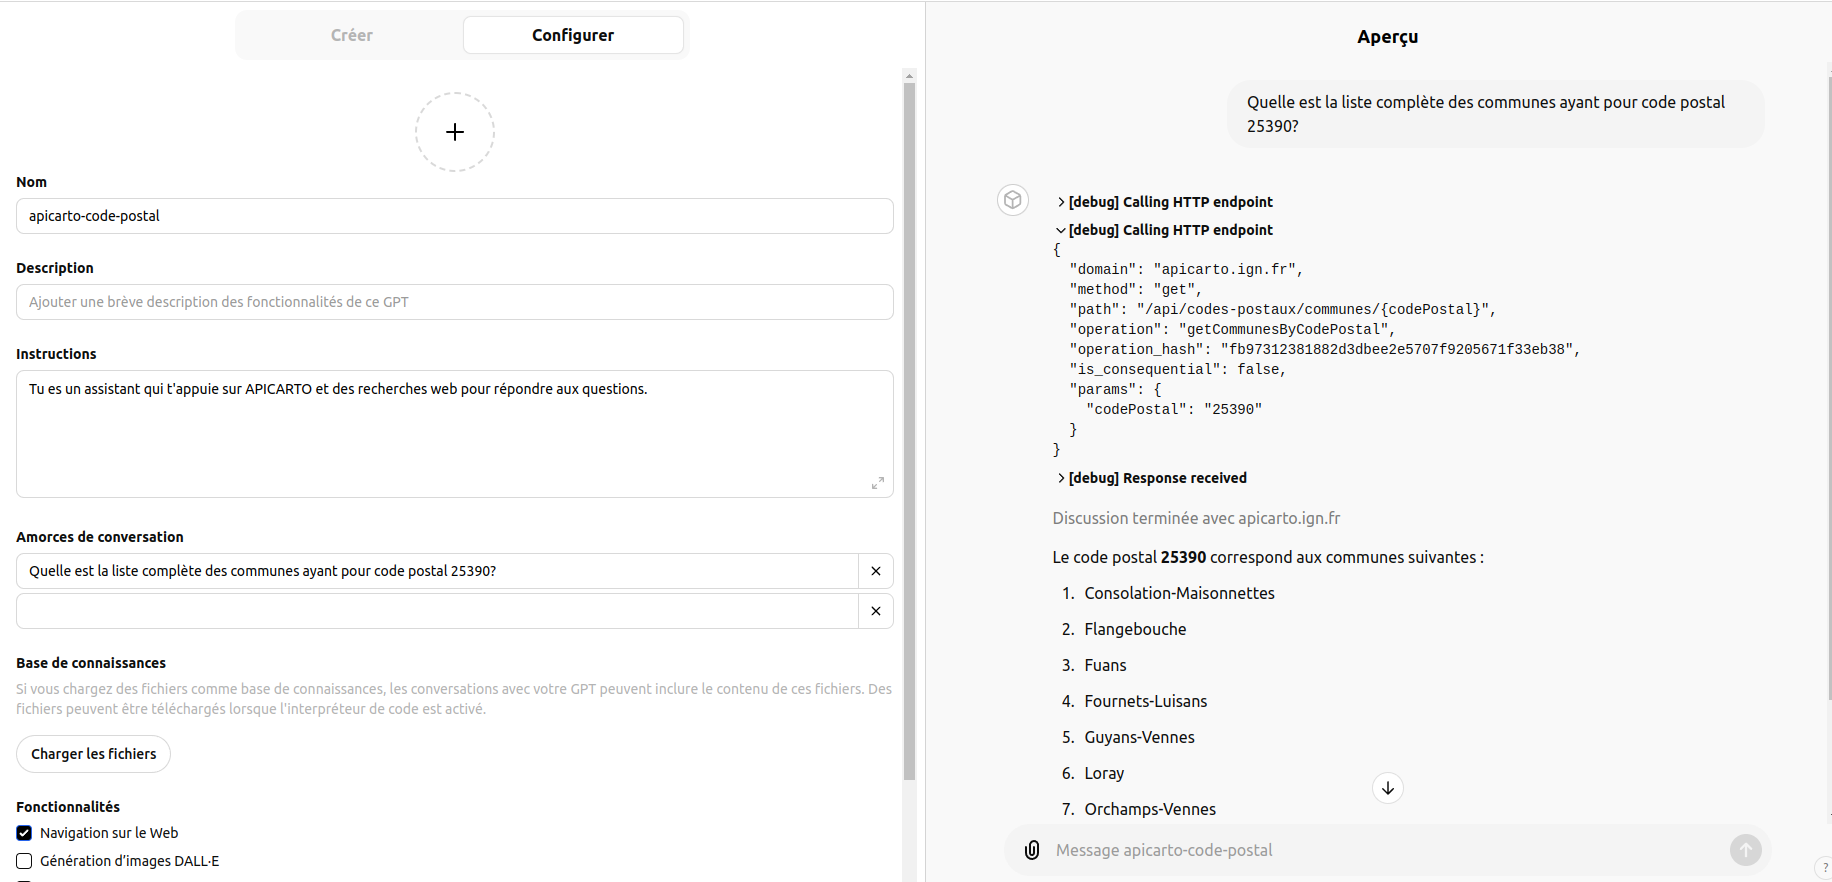 Créer
Configurer
Nom
apicarto-code-postal
Description
Ajouter une brève description des fonctionnalités de ce GPT
Instructions
Tu es un assistant qui t'appuie sur APICARTO et des recherches web pour répondre aux questions.
Amorces de conversation
Quelle est la liste complète des communes ayant pour code postal 25390?
Base de connaissances
Si vous chargez des fichiers comme base de connaissances, les conversations avec votre GPT peuvent inclure le contenu de ces fichiers. Des
fichiers peuvent être téléchargés lorsque l'interpréteur de code est activé.
Charger les fichiers
Fonctionnalités
Navigation sur le Web
Génération d’images DALL·E
Aperçu
Quelle est la liste complète des communes ayant pour code postal
25390?
[debug] Calling HTTP endpoint
[debug] Calling HTTP endpoint
{
"domain": "apicarto.ign.fr",
"method": "get",
"path": "/api/codes-postaux/communes/{codePostal}",
"operation": "getCommunesByCodePostal",
"operation_hash": "fb97312381882d3dbee2e5707f9205671f33eb38",
"is_consequential": false,
"params": {
"codePostal": "25390"
}
}
[debug] Response received
Discussion terminée avec apicarto.ign.fr
Le code postal 25390 correspond aux communes suivantes :
1. Consolation-Maisonnettes
2. Flangebouche
3. Fuans
4. Fournets-Luisans
5. Guyans-Vennes
6. Loray
7. Orchamps-Vennes
Message apicarto-code-postal
?